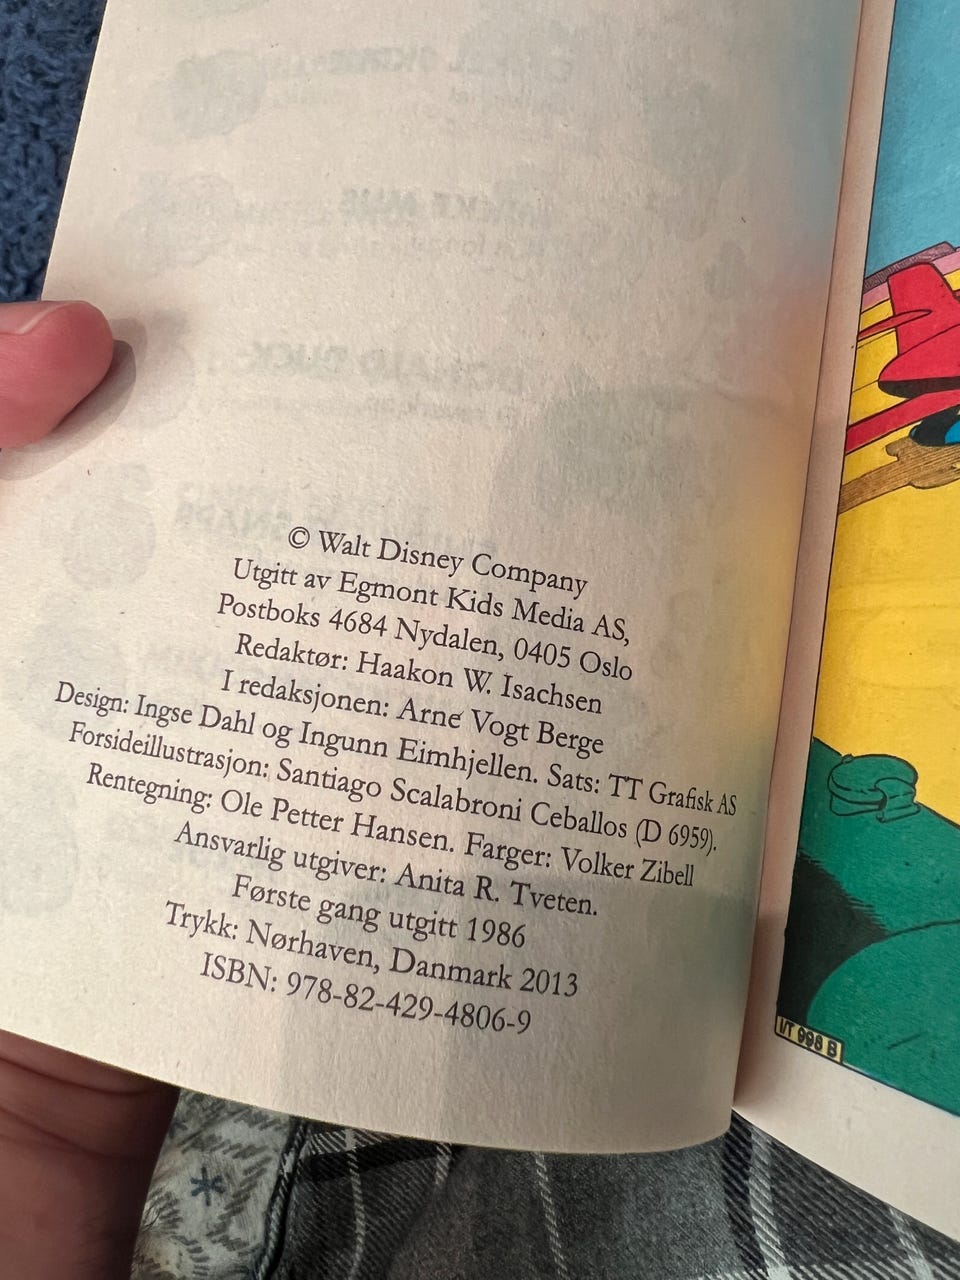 © Walt Disney Company
Utgitt av Egmont Kids Media AS,
Postboks 4684 Nydalen, 0405 Oslo
Redaktør: Haakon W. Isachsen
I redaksjonen: Arne Vogt Berge
Design: Ingse Dahl og Ingunn Eimhjellen. Sats: TT Grafisk AS
Forsideillustrasjon: Santiago Scalabroni Ceballos (D 6959).
Rentegning: Ole Petter Hansen. Farger: Volker Zibell
Ansvarlig utgiver: Anita R. Tveten.
Første gang utgitt 1986
Trykk: Nørhaven, Danmark 2013
ISBN: 978-82-429-4806-9
I/T 998 B